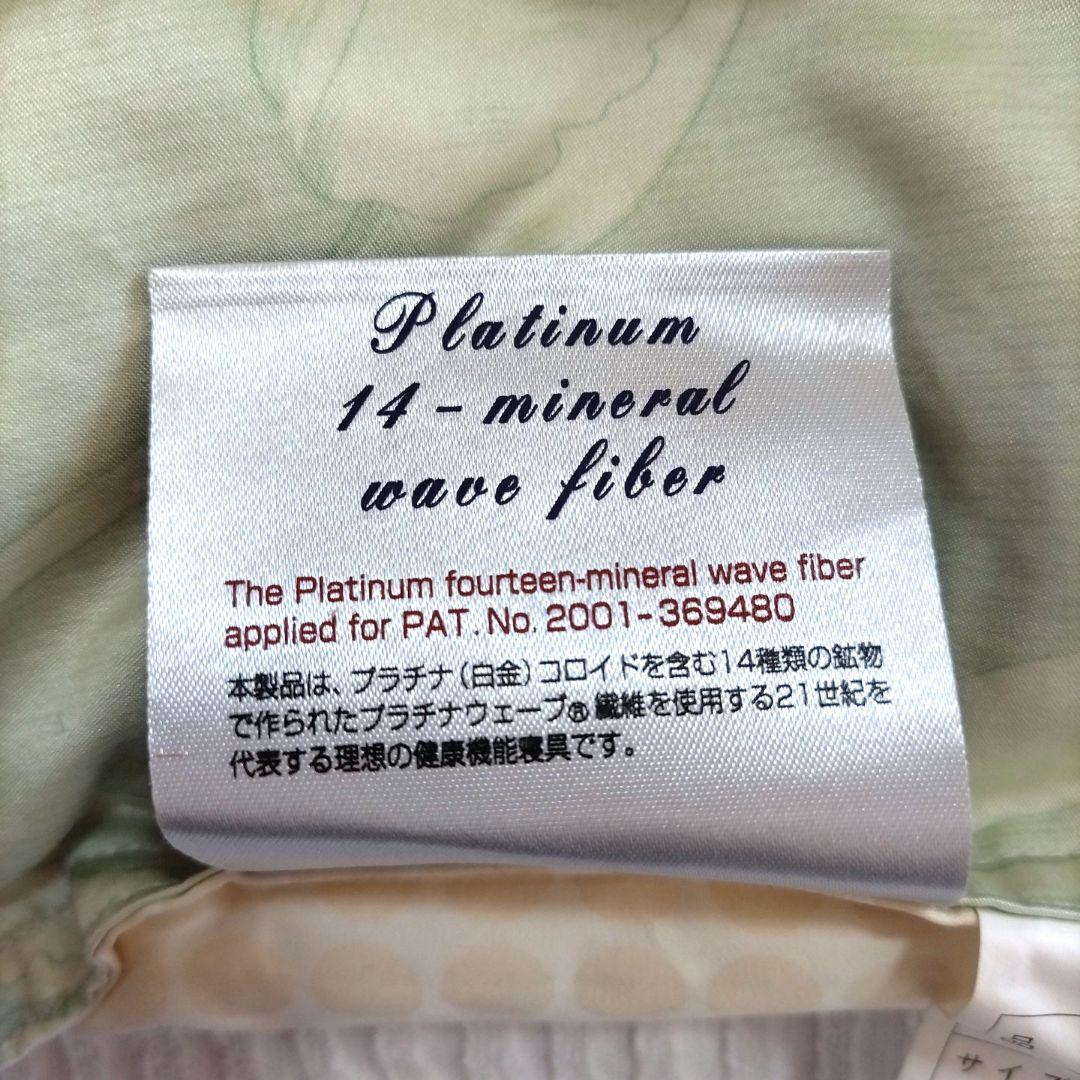 Platinum
14-mineral
wave fiber
The Platinum fourteen-mineral wave fiber
applied for PAT.No.2001-369480
本製品は、プラチナ(白金)コロイドを含む14種類の鉱物
で作られたプラチナウェーブ®繊維を使用する21世紀を
代表する理想の健康機能寝具です。
品
サイズ